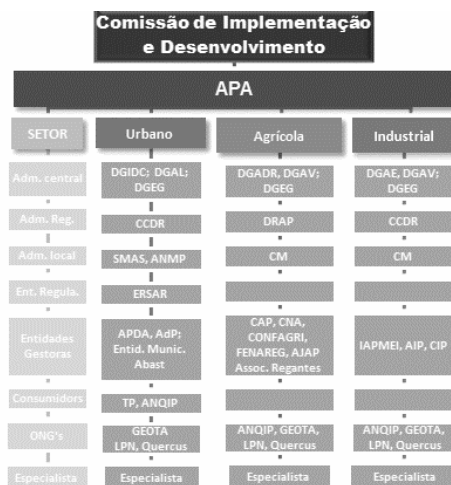 Comissão de Implementação
e Desenvolvimento
APA
SETOR
Urbano
Agrícola
Industrial
Adm. central
DGIDC; DGAL;
DGEG
DGADR, DGAV;
DGEG
DGAE, DGAV;
DGEG
Adm. Reg.
CCDR
DRAP
CCDR
Adm. local
SMAS, ANMP
CM
CM
Ent. Regula.
ERSAR
Entidades
Gestoras
APDA, AdP;
Entid. Munic.
Abast
CAP, CNA,
CONFAGRI,
FENAREG, AJAP
Assoc. Regantes
IAPMEI, AIP, CIP
Consumidors
TP, ANQIP
ONG's
GEOTA
LPN, Quercus
ANQIP, GEOTA,
LPN, Quercus
ANQIP, GEOTA,
LPN, Quercus
Especialista
Especialista
Especialista
Especialista